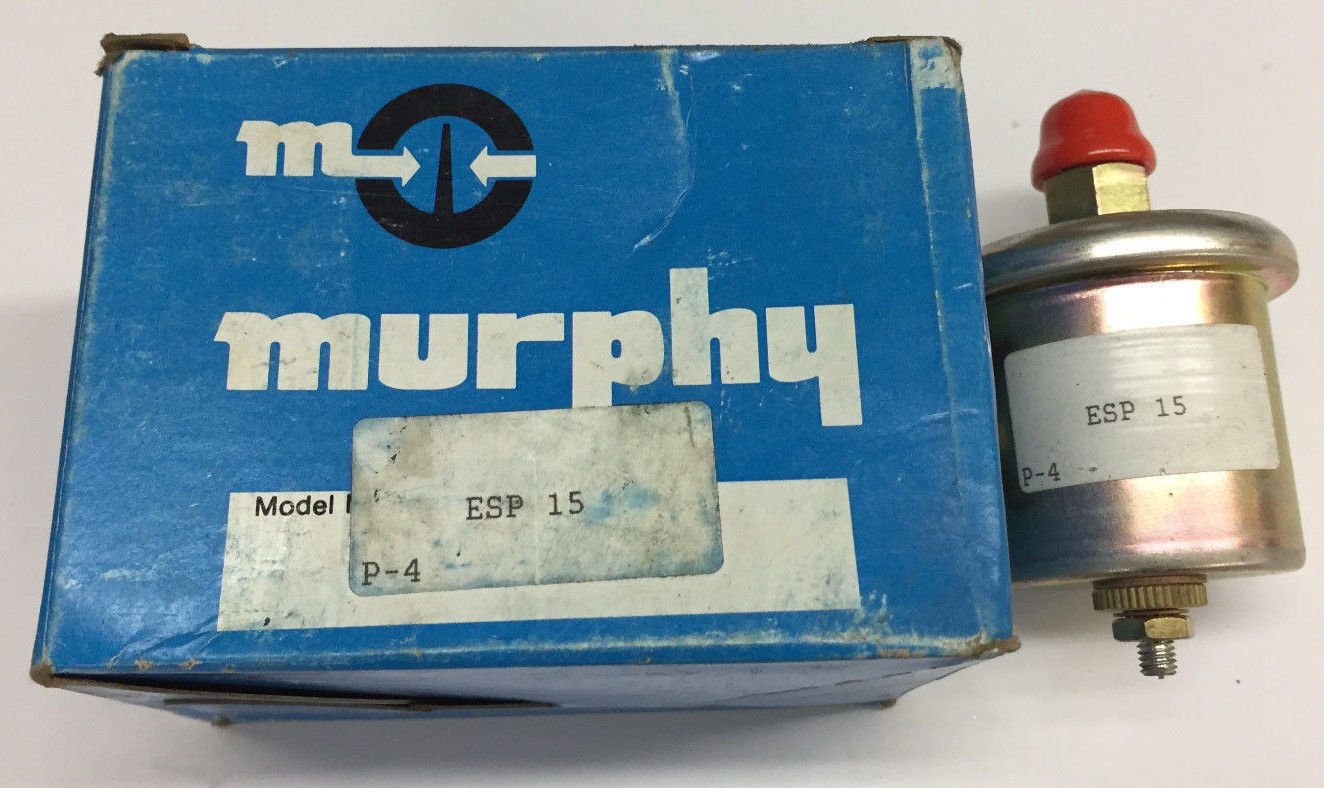 m
murphy
Model
ESP 15
P-4
ESP 15
P-4